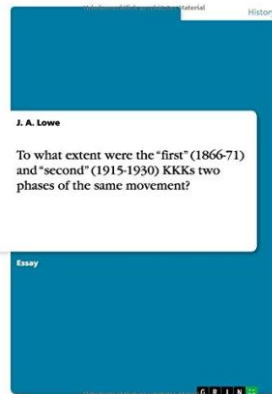 History
J. A. Lowe
To what extent were the “first” (1866-71)
and “second” (1915-1930) KKKs two
phases of the same movement?
Essay
G R I N